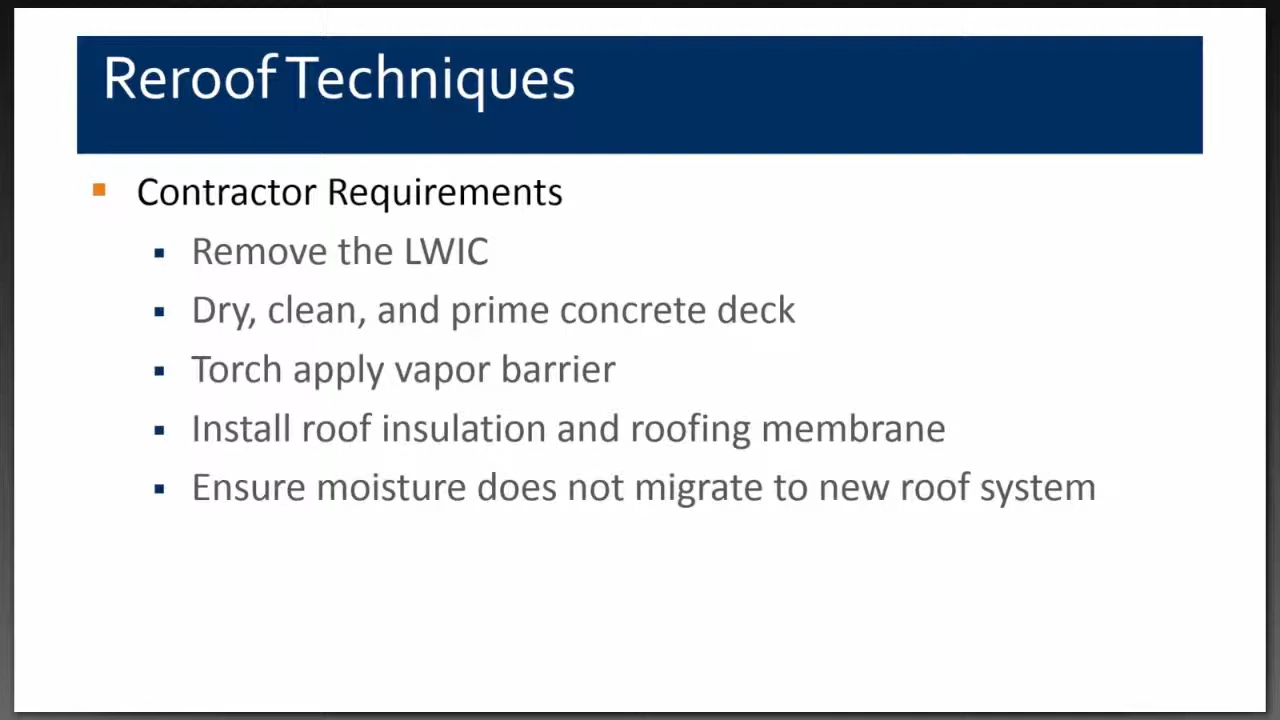 Reroof Techniques
Contractor Requirements
Remove the LWIC
Dry, clean, and prime concrete deck
Torch apply vapor barrier
Install roof insulation and roofing membrane
Ensure moisture does not migrate to new roof system